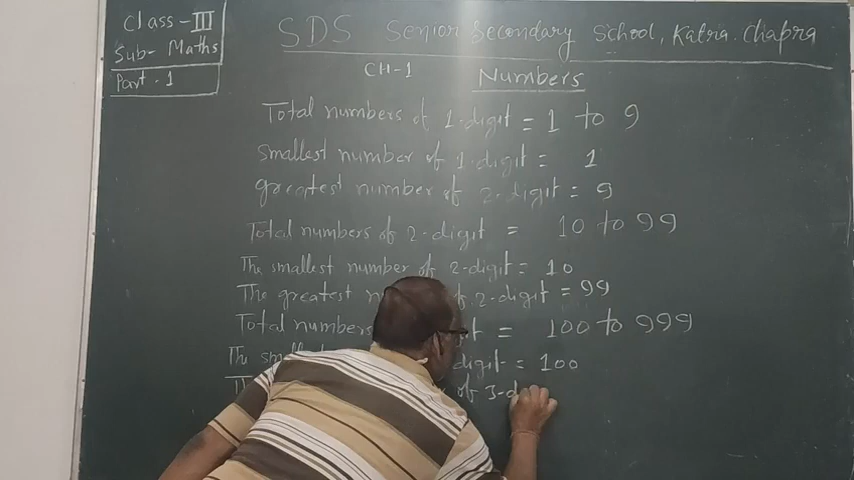 Class-III
Sub- Maths
Part-1
SDS Senior Secondary School, Katra. Chapra
CH-1 Numbers
Total numbers of 1-digit = 1 to 9
smallest number of 1-digit = 1
greatest number of 2-digit = 9
Total numbers of 2-digit = 10 to 99
The smallest number of 2-digit = 10
The greatest of 2-digit = 99
Total numbers = 100 to 999
The digit = 100
of 3-d